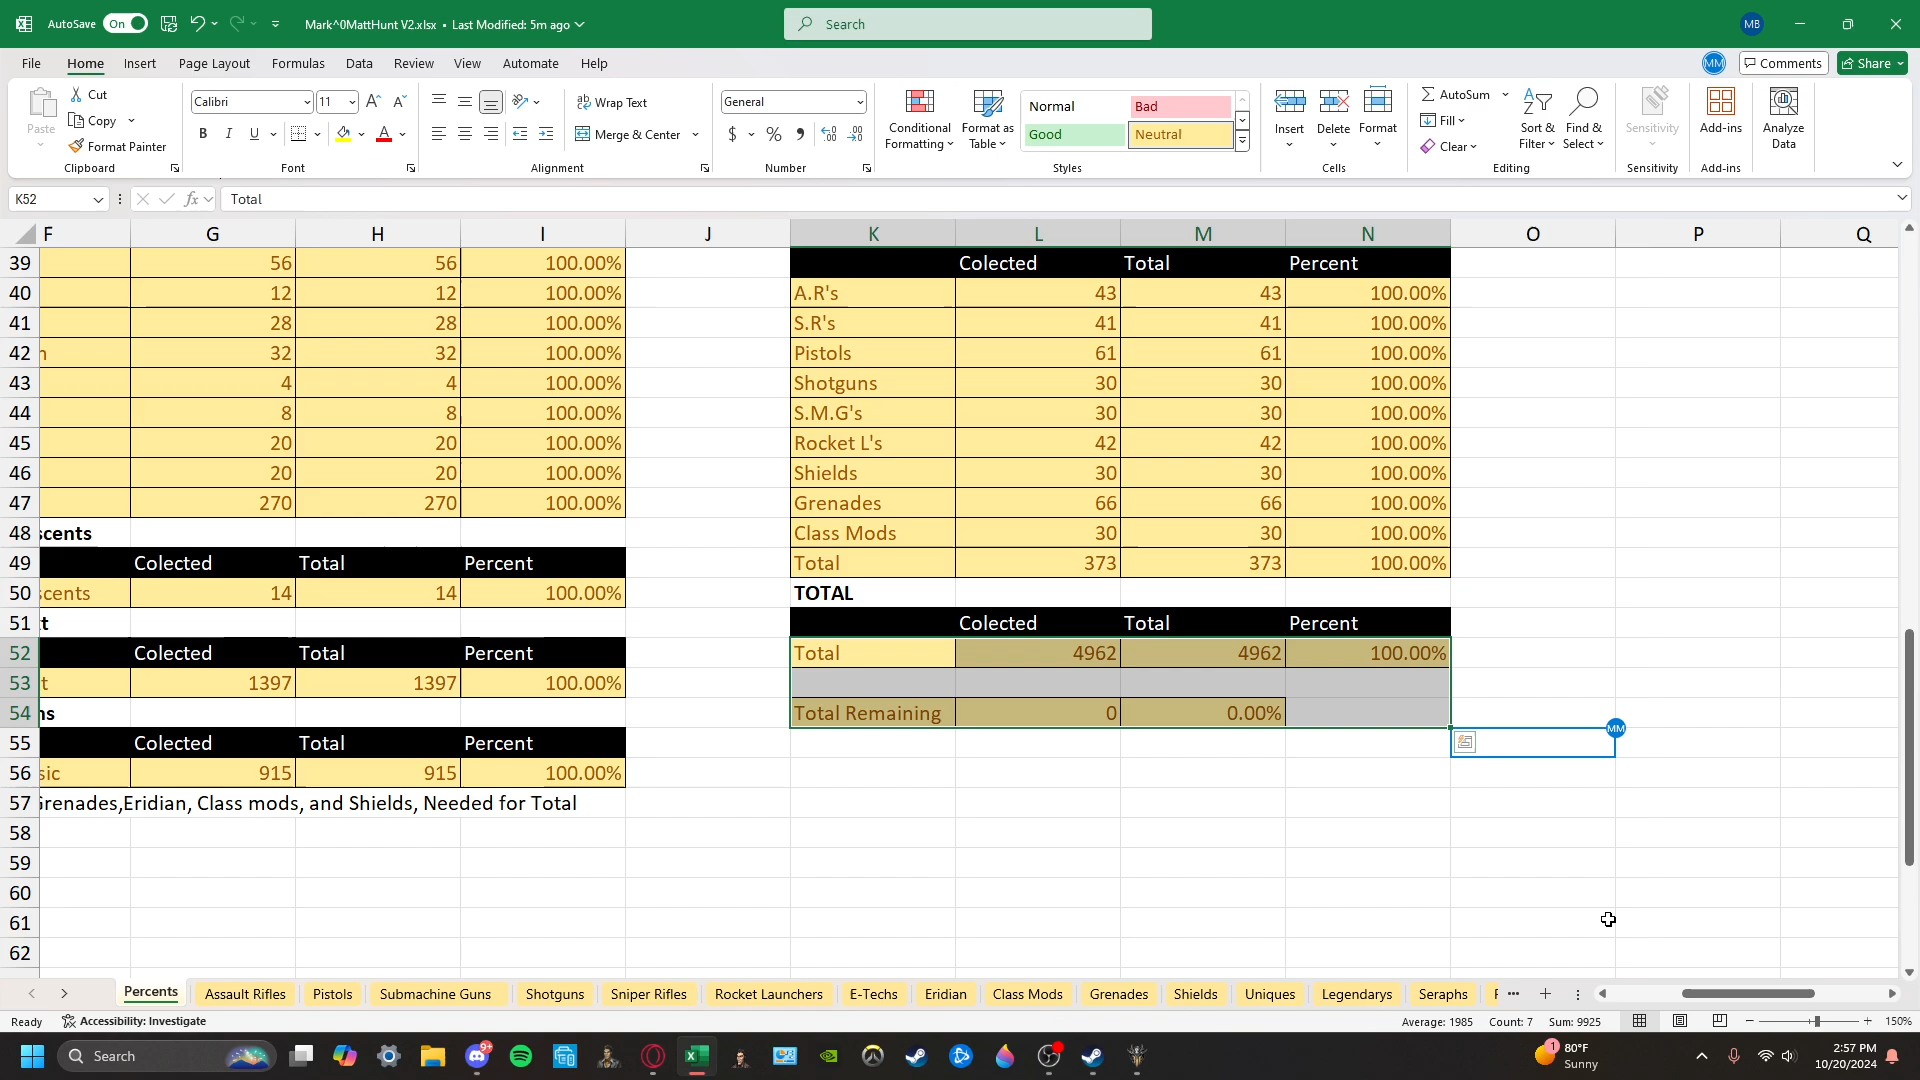 AutoSave On Mark^0MattHunt V2.xlsx • Last Modified: 5m ago Search MB
File Home Insert Page Layout Formulas Data Review View Automate Help MM Comments Share
Paste Cut Copy Format Painter Clipboard
Calibri 11 B I U Font
Wrap Text Merge & Center Alignment
General $ % Number
Conditional Formatting Format as Table Normal Bad Good Neutral Styles
Insert Delete Format Cells
AutoSum Fill Clear Sort & Filter Find & Select Editing
Sensitivity Sensitivity Add-ins Add-ins Analyze Data
K52 fx Total
F G H I J K L M N O P Q
39 56 56 100.00% Colected Total Percent
40 12 12 100.00% A.R's 43 43 100.00%
41 28 28 100.00% S.R's 41 41 100.00%
42 n 32 32 100.00% Pistols 61 61 100.00%
43 4 4 100.00% Shotguns 30 30 100.00%
44 8 8 100.00% S.M.G's 30 30 100.00%
45 20 20 100.00% Rocket L's 42 42 100.00%
46 20 20 100.00% Shields 30 30 100.00%
47 270 270 100.00% Grenades 66 66 100.00%
48 scents Class Mods 30 30 100.00%
49 Colected Total Percent Total 373 373 100.00%
50 scents 14 14 100.00% TOTAL
51 t Colected Total Percent
52 Colected Total Percent Total 4962 4962 100.00%
53 t 1397 1397 100.00%
54 ns Total Remaining 0 0.00%
55 Colected Total Percent MM
56 sic 915 915 100.00%
57 Grenades,Eridian, Class mods, and Shields, Needed for Total
58
59
60
61
62
Percents Assault Rifles Pistols Submachine Guns Shotguns Sniper Rifles Rocket Launchers E-Techs Eridian Class Mods Grenades Shields Uniques Legendarys Seraphs
Ready Accessibility: Investigate Average: 1985 Count: 7 Sum: 9925 150%
Search 9+ 1 80°F Sunny 2:57 PM 10/20/2024